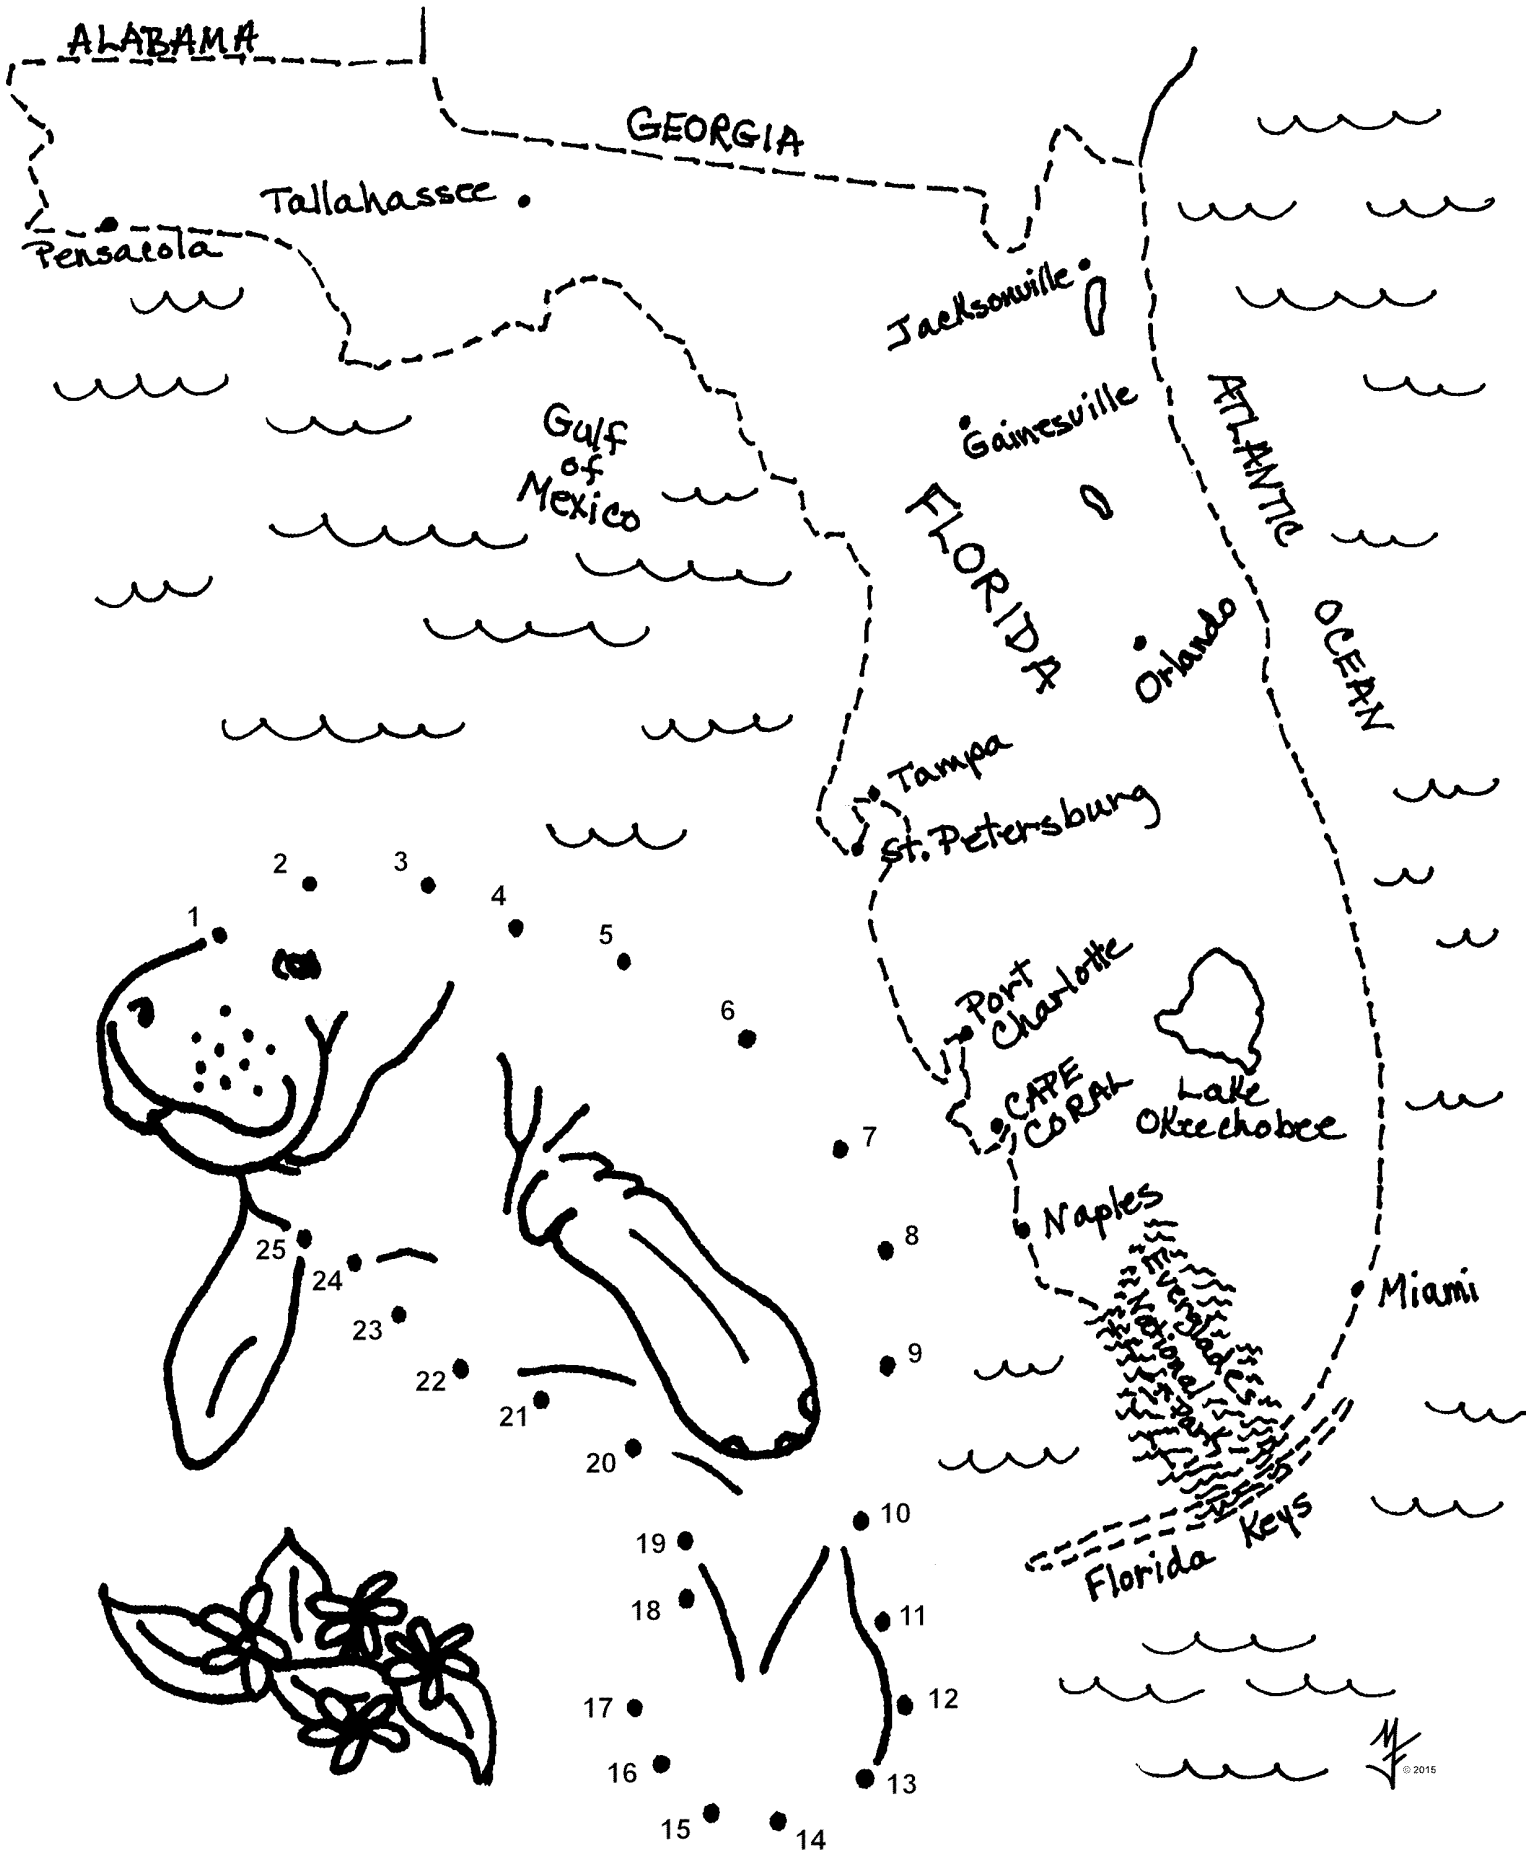 ALABAMA
GEORGIA
Tallahassee
Pensacola
Jacksonville
Gainesville
Gulf
of
Mexico
ATLANTIC
OCEAN
FLORIDA
Orlando
Tampa
St. Petersburg
2
3
4
1
5
6
Port
Charlotte
CAPE
CORAL
Lake
Okeechobee
7
Naples
8
25
24
Everglades
National
Park
Miami
23
9
22
21
20
Florida Keys
10
19
18
11
17
12
16
13
15
14
MF
© 2015